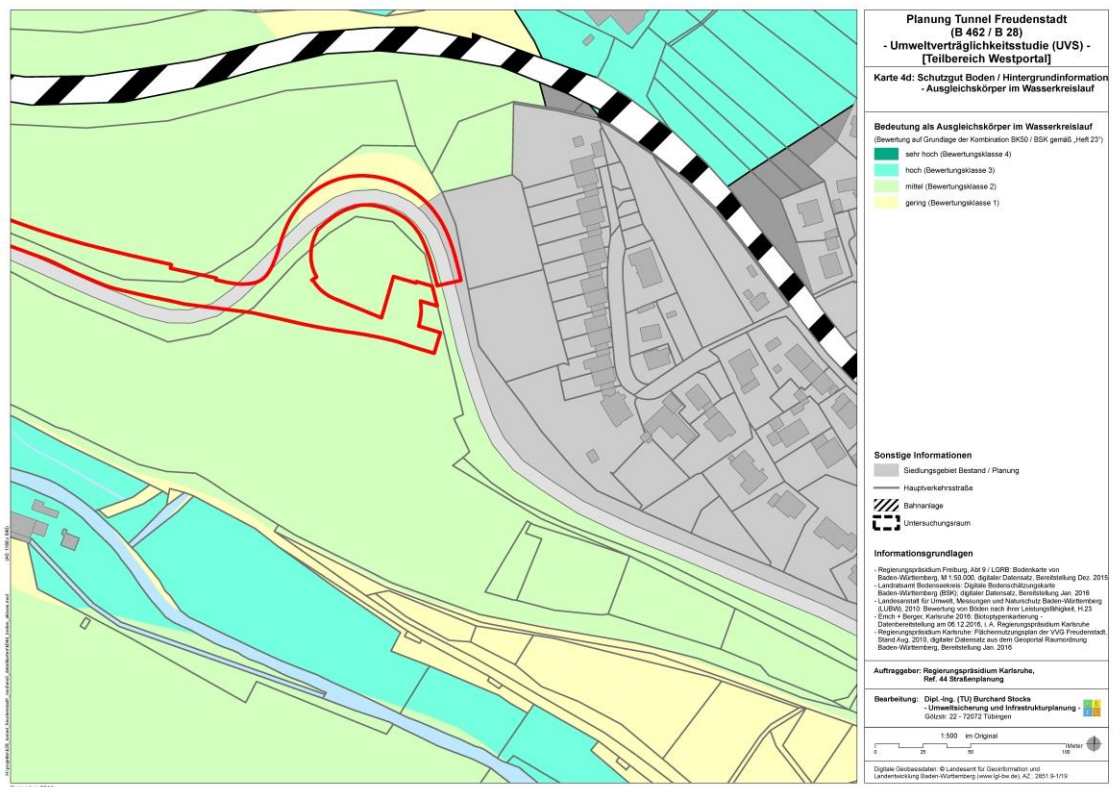 Planung Tunnel Freudenstadt
(B 462 / B 28)
- Umweltverträglichkeitsstudie (UVS) -
[Teilbereich Westportal]
Karte 4d: Schutzgut Boden / Hintergrundinformation
- Ausgleichskörper im Wasserkreislauf
Bedeutung als Ausgleichskörper im Wasserkreislauf
(Bewertung auf Grundlage der Kombination BK50 / BSK gemäß „Heft 23“)
sehr hoch (Bewertungsklasse 4)
hoch (Bewertungsklasse 3)
mittel (Bewertungsklasse 2)
gering (Bewertungsklasse 1)
Sonstige Informationen
Siedlungsgebiet Bestand / Planung
Hauptverkehrsstraße
Bahnanlage
Untersuchungsraum
Informationsgrundlagen
- Regierungspräsidium Freiburg, Abt 9 / LGRB: Bodenkarte von
Baden-Württemberg, M 1:50.000, digitaler Datensatz, Bereitstellung Dez. 2015
- Landratsamt Bodenseekreis: Digitale Bodenschätzungskarte
Baden-Württemberg (BSK); digitaler Datensatz, Bereitstellung Jan. 2016
- Landesanstalt für Umwelt, Messungen und Naturschutz Baden-Württemberg
(LUBW), 2010: Bewertung von Böden nach ihrer Leistungsfähigkeit, H.23
- Emch + Berger, Karlsruhe 2016: Biotoptypenkartierung -
Datenbereitstellung am 06.12.2016, i. A. Regierungspräsidium Karlsruhe
- Regierungspräsidium Karlsruhe: Flächennutzungsplan der VVG Freudenstadt,
Stand Aug. 2010, digitaler Datensatz aus dem Geoportal Raumordnung
Baden-Württemberg, Bereitstellung Jan. 2016
Auftraggeber: Regierungspräsidium Karlsruhe,
Ref. 44 Straßenplanung
Bearbeitung: Dipl.-Ing. (TU) Burchard Stocks
- Umweltsicherung und Infrastrukturplanung -
Gölzstr. 22 - 72072 Tübingen
1:500 im Original
0 25 50 100 Meter
Digitale Geobasisdaten: © Landesamt für Geoinformation und
Landentwicklung Baden-Württemberg (www.lgl-bw.de), AZ.: 2851.9-1/19